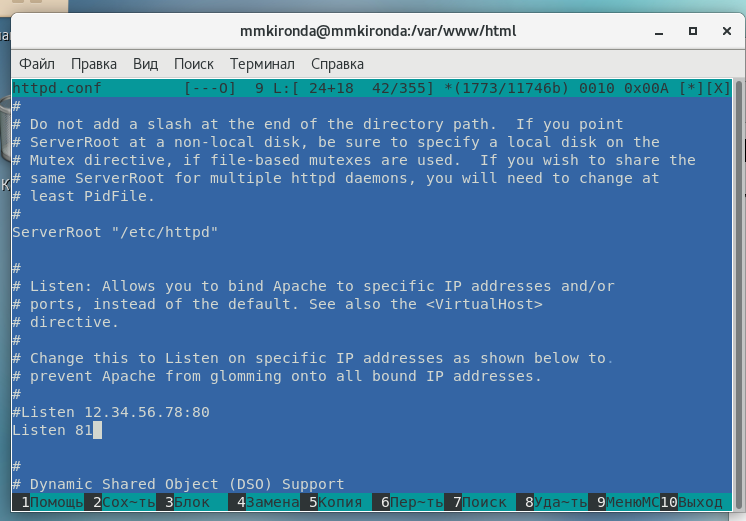 mmkironda@mmkironda:/var/www/html
Файл Правка Вид Поиск Терминал Справка
httpd.conf [---O] 9 L:[ 24+18 42/355] *(1773/11746b) 0010 0x00A [*][X]
#
# Do not add a slash at the end of the directory path.  If you point
# ServerRoot at a non-local disk, be sure to specify a local disk on the
# Mutex directive, if file-based mutexes are used.  If you wish to share the
# same ServerRoot for multiple httpd daemons, you will need to change at
# least PidFile.
#
ServerRoot "/etc/httpd"
#
# Listen: Allows you to bind Apache to specific IP addresses and/or
# ports, instead of the default. See also the <VirtualHost>
# directive.
#
# Change this to Listen on specific IP addresses as shown below to.
# prevent Apache from glomming onto all bound IP addresses.
#
#Listen 12.34.56.78:80
Listen 81
#
# Dynamic Shared Object (DSO) Support
1Помощь 2Сох~ть 3Блок 4Замена 5Копия 6Пер~ть 7Поиск 8Уда~ть 9МенюMC 10Выход